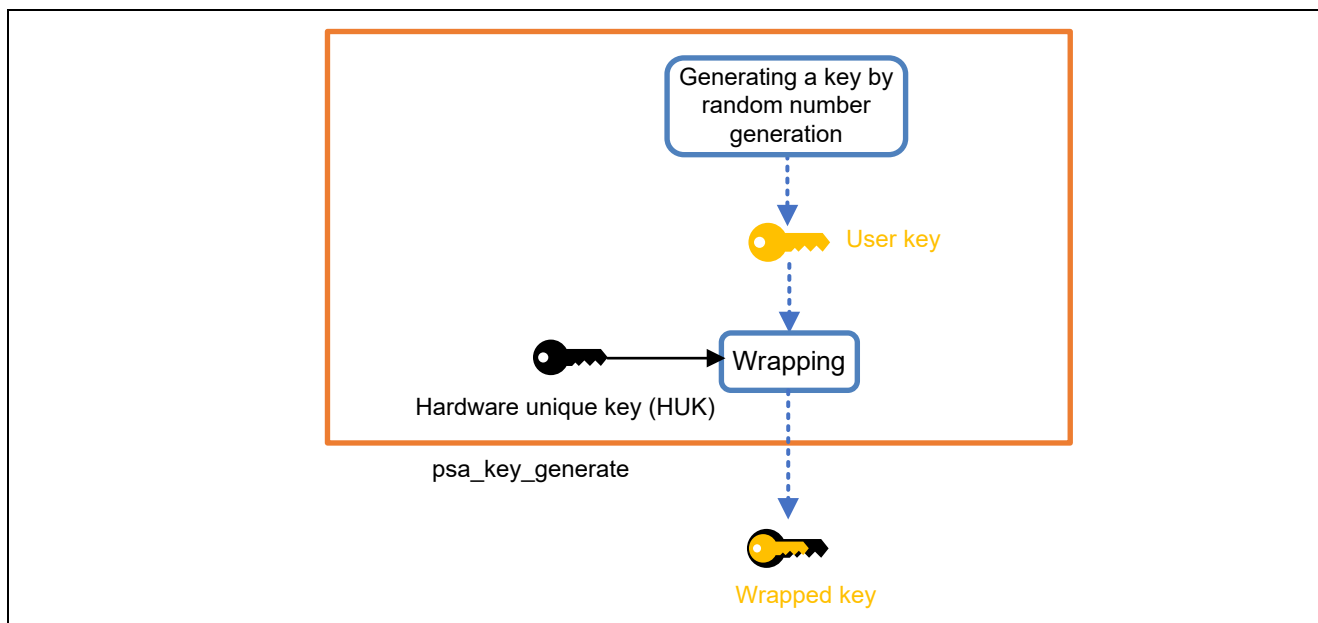 Generating a key by
random number
generation
User key
Wrapping
Hardware unique key (HUK)
psa_key_generate
Wrapped key